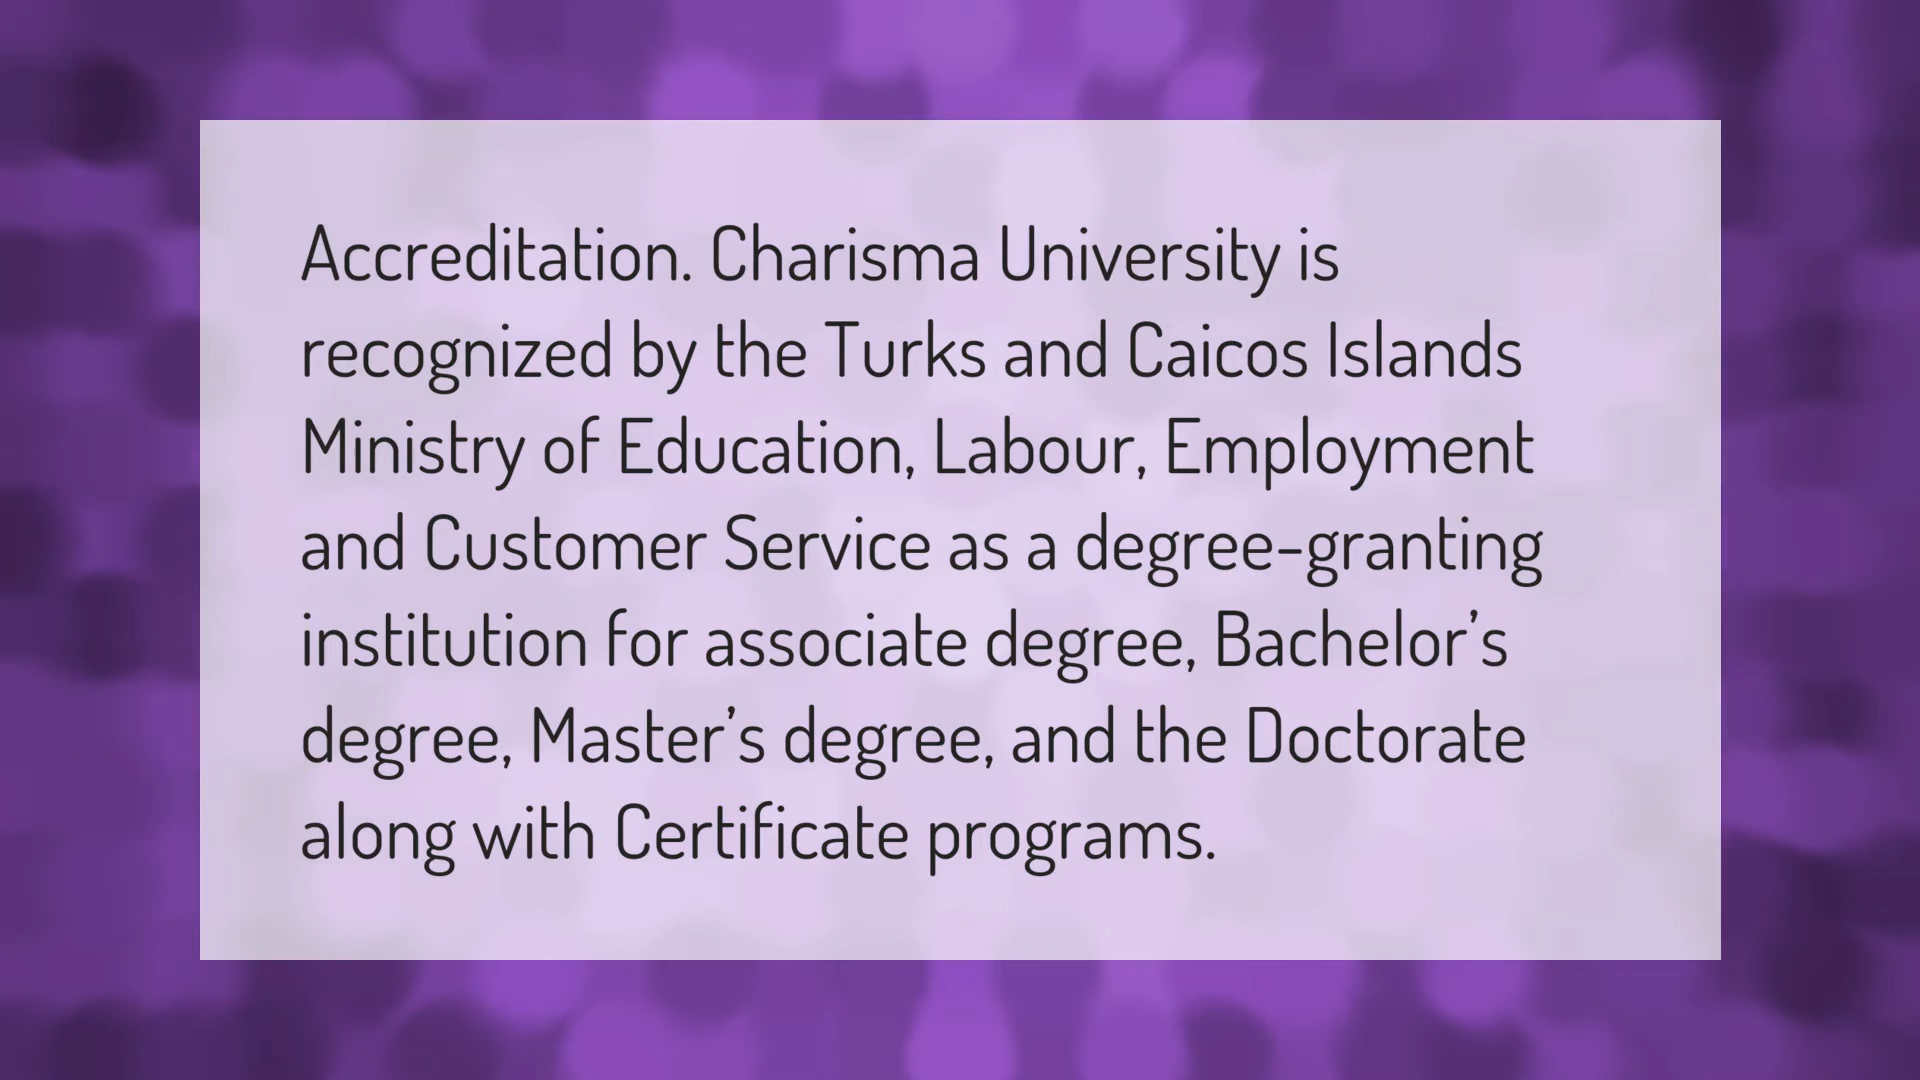 Accreditation. Charisma University is
recognized by the Turks and Caicos Islands
Ministry of Education, Labour, Employment
and Customer Service as a degree-granting
institution for associate degree, Bachelor’s
degree, Master’s degree, and the Doctorate
along with Certificate programs.